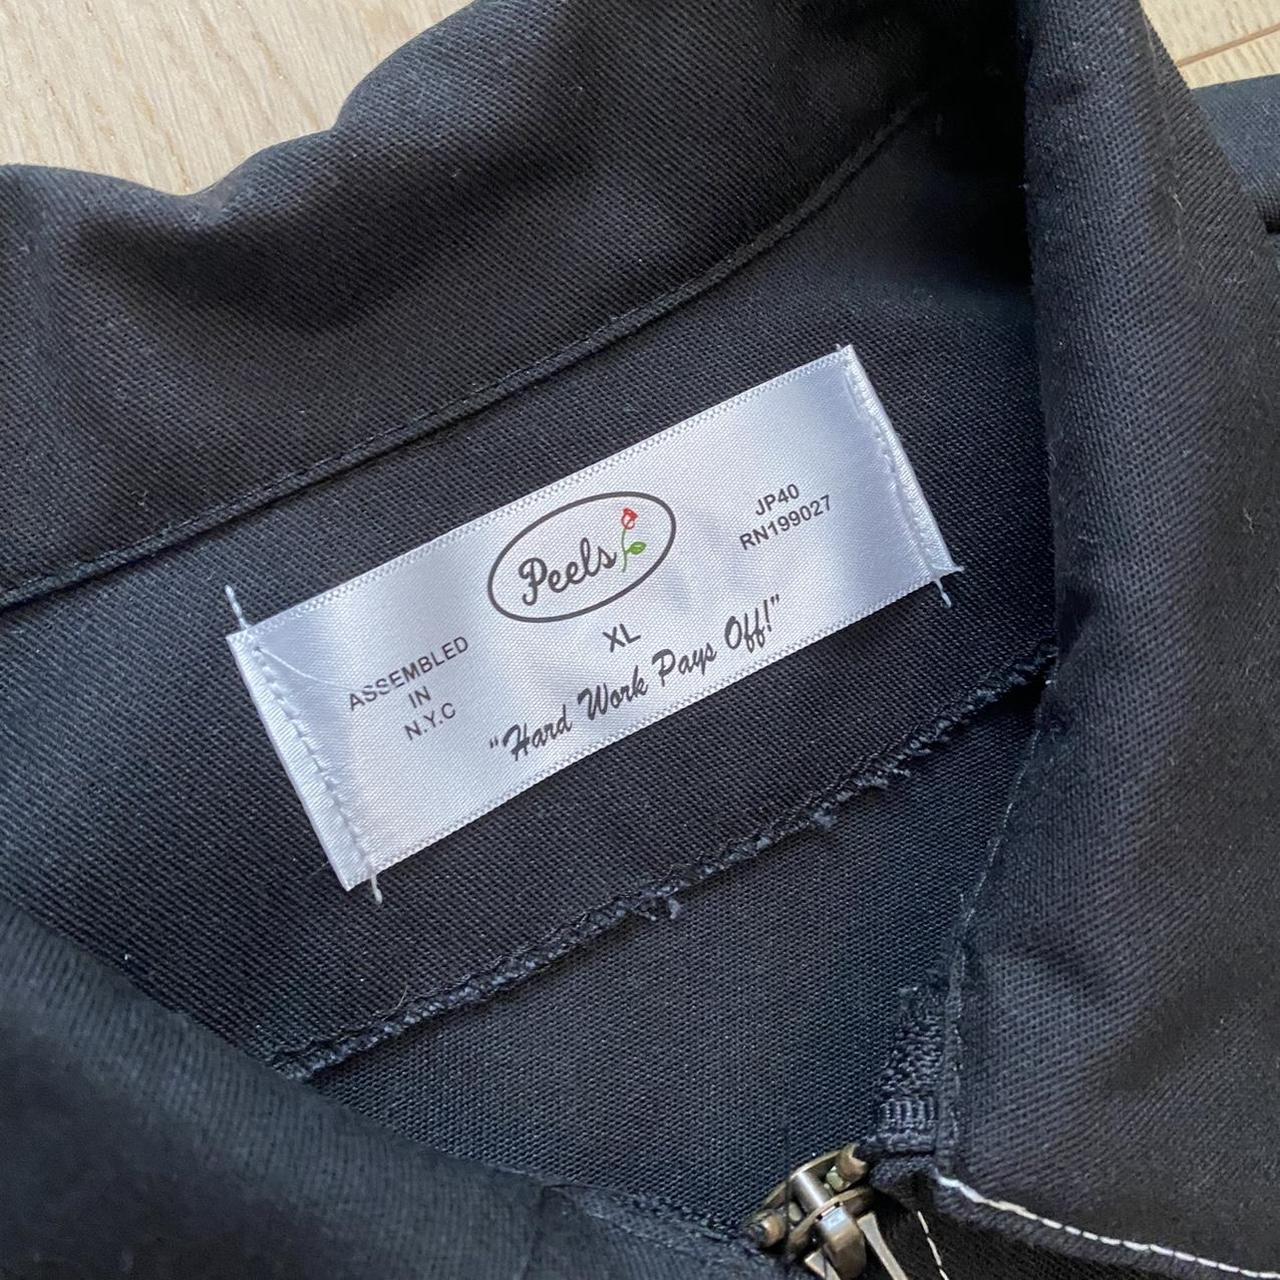 Peels
XL
"Hard Work Pays Off!"
ASSEMBLED
IN
N.Y.C
JP40
RN199027